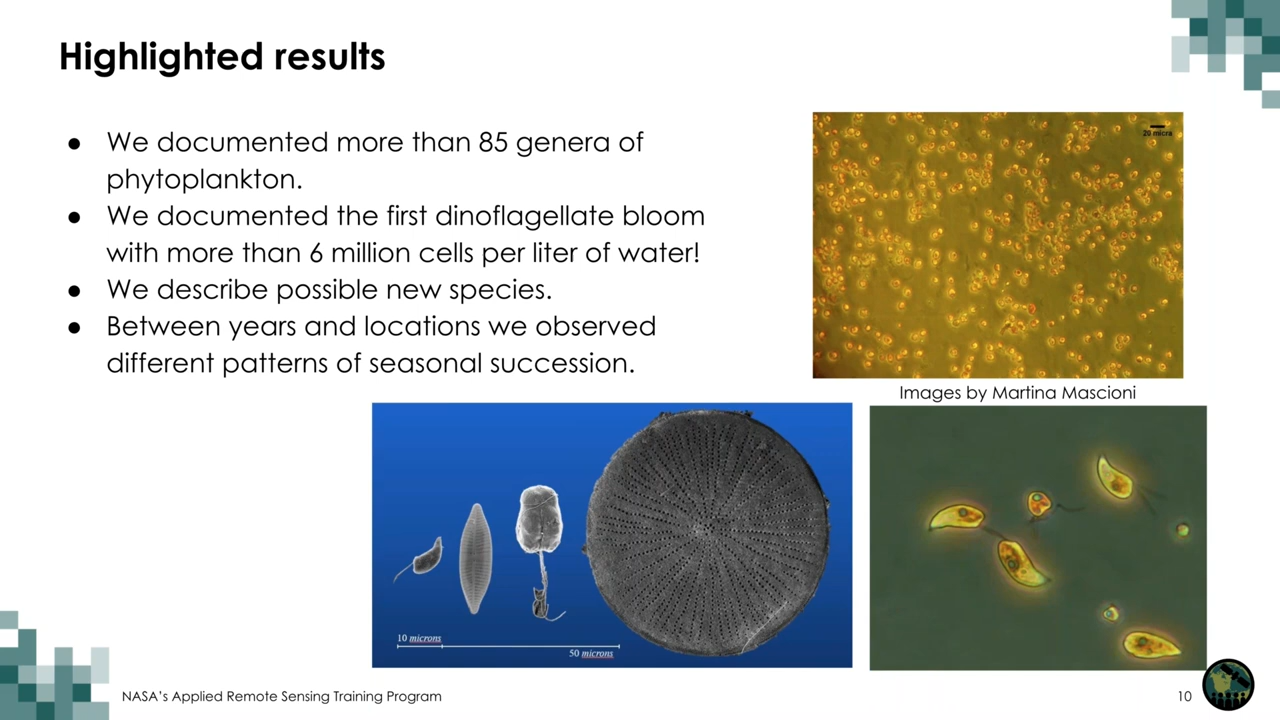 Highlighted results
● We documented more than 85 genera of
phytoplankton.
● We documented the first dinoflagellate bloom
with more than 6 million cells per liter of water!
● We describe possible new species.
● Between years and locations we observed
different patterns of seasonal succession.
20 micra
Images by Martina Mascioni
10 microns
50 microns
NASA’s Applied Remote Sensing Training Program
10